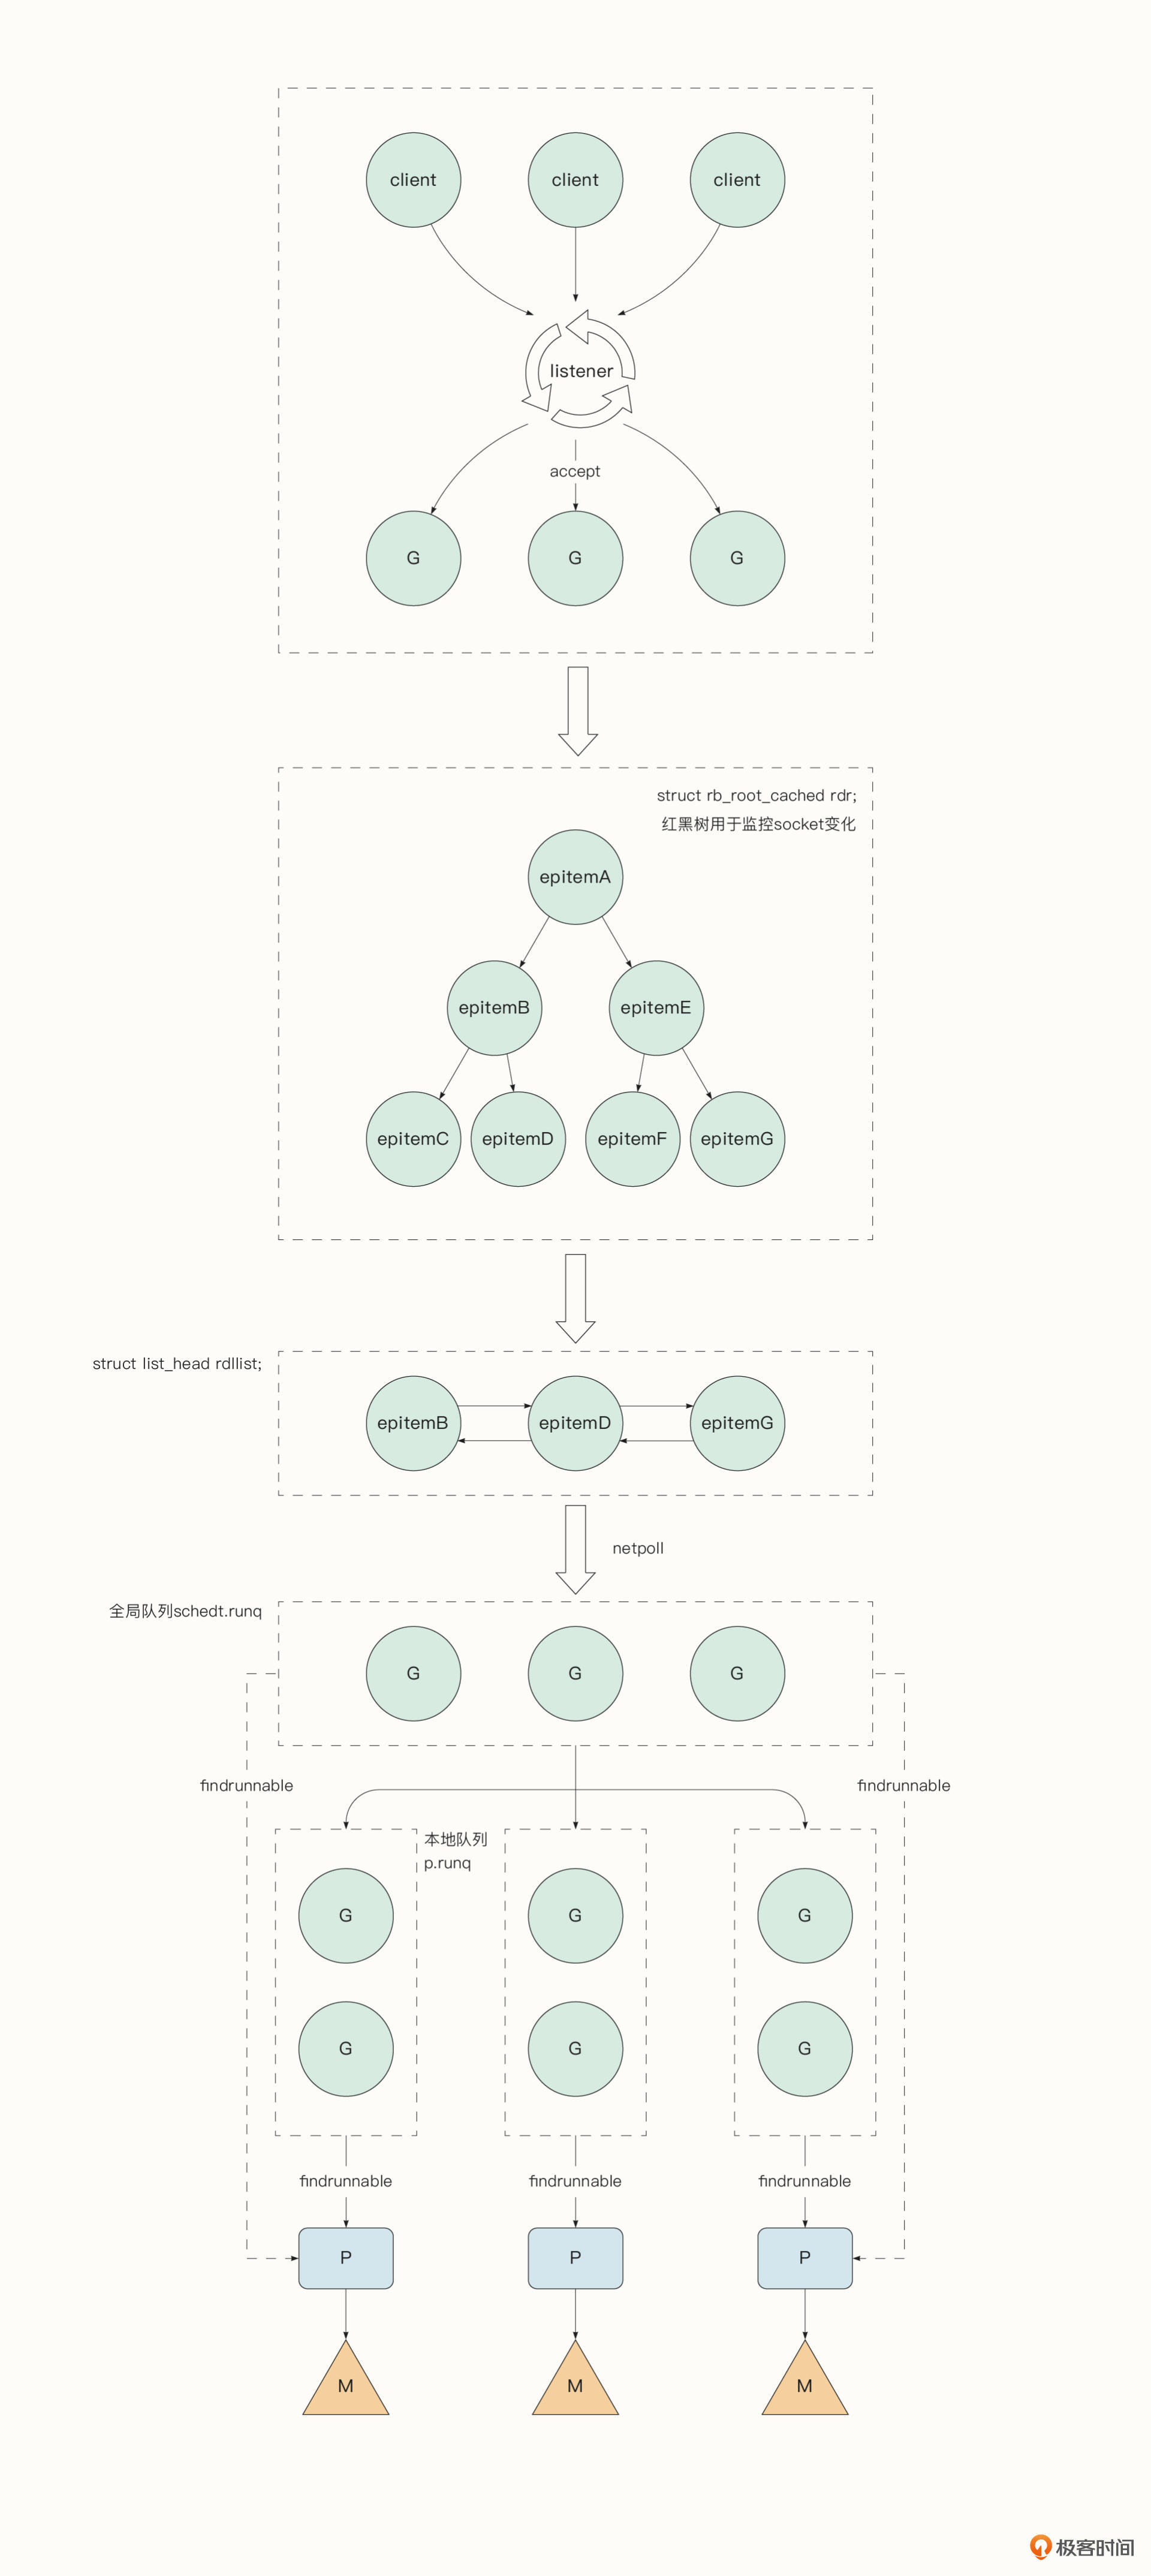 client
client
client
listener
accept
G
G
G
struct rb_root_cached rdr;
红黑树用于监控socket变化
epitemA
epitemB
epitemE
epitemC
epitemD
epitemF
epitemG
struct list_head rdllist;
epitemB
epitemD
epitemG
netpoll
全局队列schedt.runq
G
G
G
findrunnable
findrunnable
本地队列
p.runq
G
G
G
G
G
G
findrunnable
findrunnable
findrunnable
P
P
P
M
M
M
极客时间